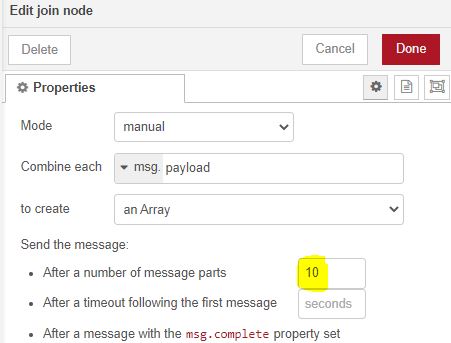 Edit join node
Delete
Cancel
Done
Properties
Mode
manual
Combine each
msg. payload
to create
an Array
Send the message:
• After a number of message parts
10
• After a timeout following the first message
seconds
• After a message with the msg.complete property set